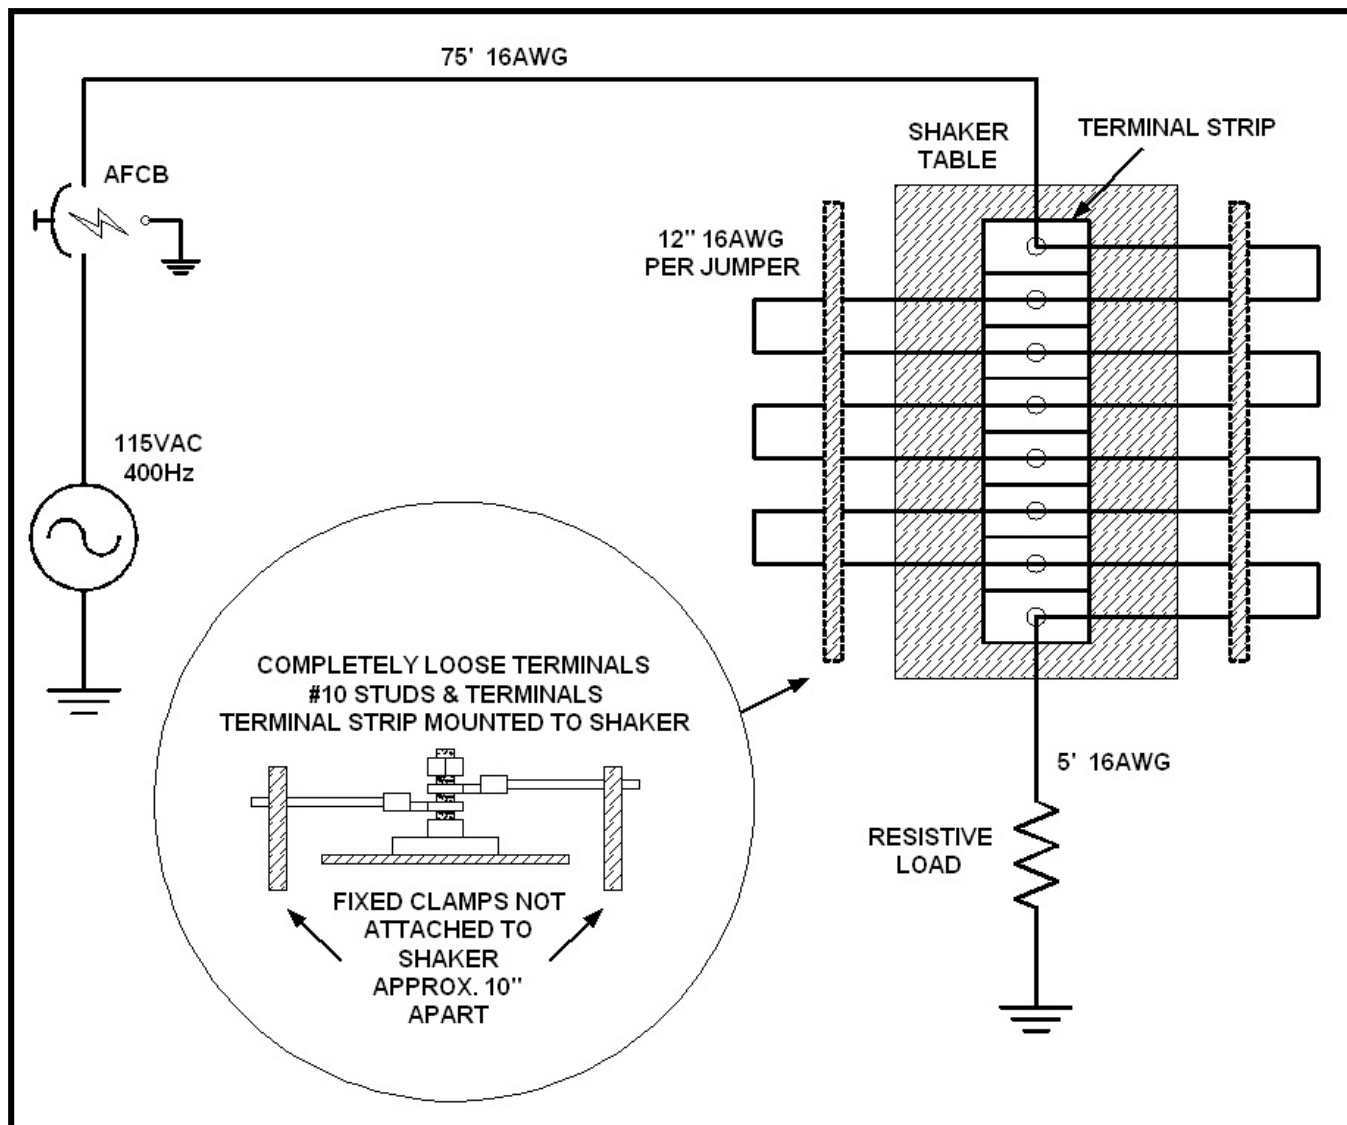 75' 16AWG
AFCB
SHAKER
TABLE
TERMINAL STRIP
12" 16AWG
PER JUMPER
115VAC
400Hz
COMPLETELY LOOSE TERMINALS
#10 STUDS & TERMINALS
TERMINAL STRIP MOUNTED TO SHAKER
FIXED CLAMPS NOT
ATTACHED TO
SHAKER
APPROX. 10"
APART
5' 16AWG
RESISTIVE
LOAD